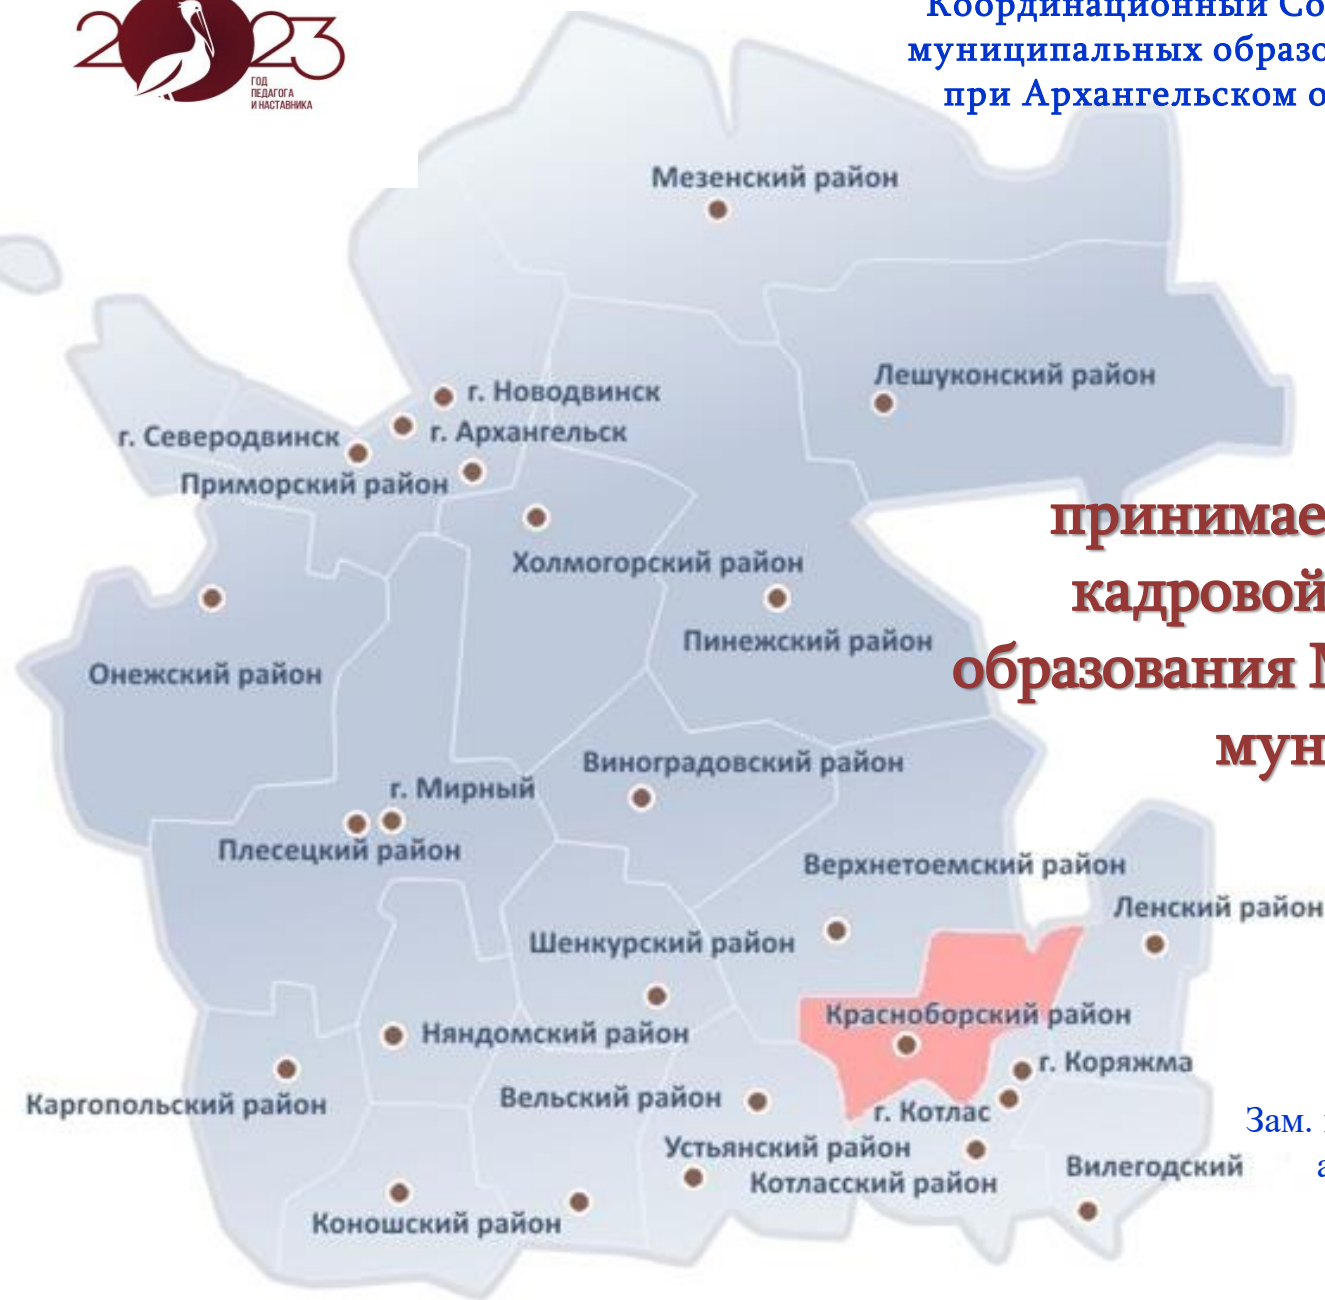 2023
ГОД
ПЕДАГОГА
И НАСТАВНИКА
Координационный Со
муниципальных образо
при Архангельском о
Мезенский район
Лешуконский район
г. Новодвинск
г. Архангельск
г. Северодвинск
Приморский район
принимае
кадровой
образования
мун
Холмогорский район
Пинежский район
Онежский район
Виноградовский район
г. Мирный
Плесецкий район
Верхнетоемский район
Ленский район
Шенкурский район
Красноборский район
Няндомский район
г. Коряжма
Каргопольский район
Вельский район
г. Котлас
Зам.
Устьянский район
Вилегодский
а
Котласский район
Коношский район